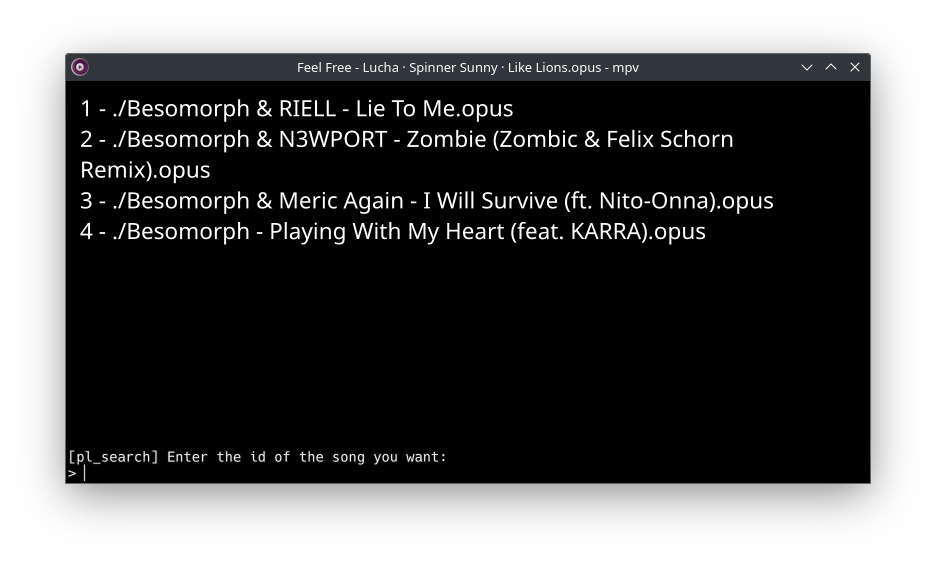 Feel Free - Lucha · Spinner Sunny · Like Lions.opus - mpv
1 - ./Besomorph & RIELL - Lie To Me.opus
2 - ./Besomorph & N3WPORT - Zombie (Zombic & Felix Schorn
Remix).opus
3 - ./Besomorph & Meric Again - I Will Survive (ft. Nito-Onna).opus
4 - ./Besomorph - Playing With My Heart (feat. KARRA).opus
[pl_search] Enter the id of the song you want:
>